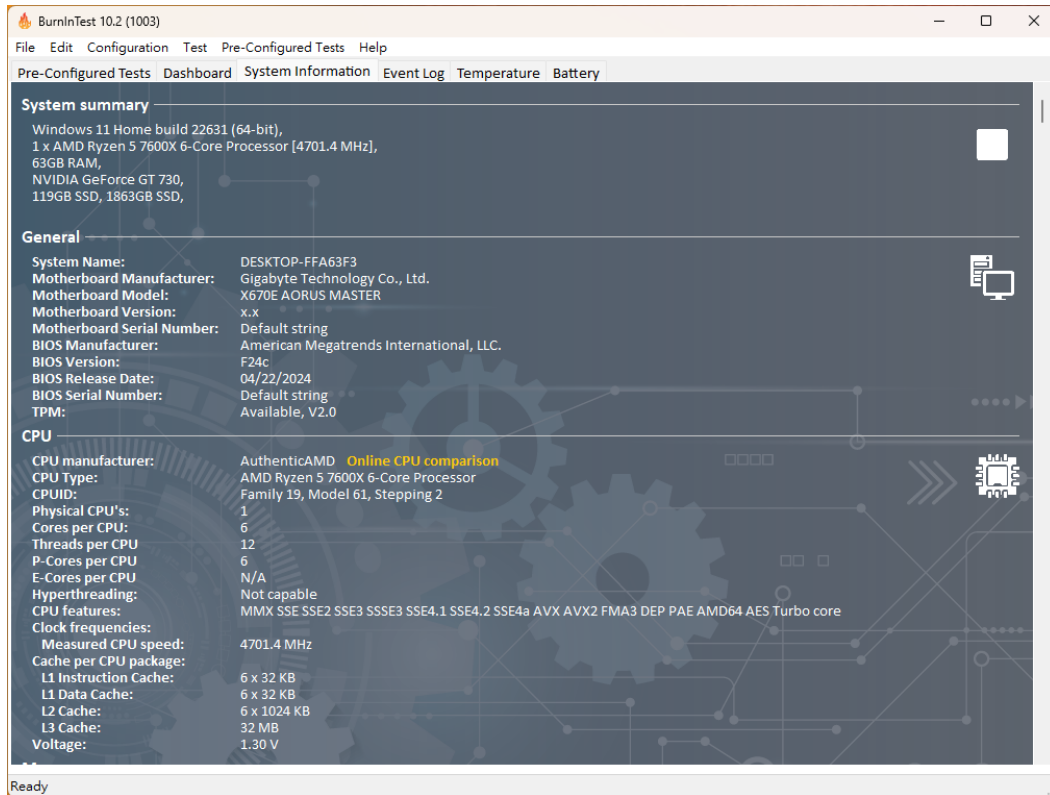 BurnInTest 10.2 (1003)
File Edit Configuration Test Pre-Configured Tests Help
Pre-Configured Tests Dashboard System Information Event Log Temperature Battery
System summary
Windows 11 Home build 22631 (64-bit),
1 x AMD Ryzen 5 7600X 6-Core Processor [4701.4 MHz],
63GB RAM,
NVIDIA GeForce GT 730,
119GB SSD, 1863GB SSD,
General
System Name: DESKTOP-FFA63F3
Motherboard Manufacturer: Gigabyte Technology Co., Ltd.
Motherboard Model: X670E AORUS MASTER
Motherboard Version: x.x
Motherboard Serial Number: Default string
BIOS Manufacturer: American Megatrends International, LLC.
BIOS Version: F24c
BIOS Release Date: 04/22/2024
BIOS Serial Number: Default string
TPM: Available, V2.0
CPU
CPU manufacturer: AuthenticAMD Online CPU comparison
CPU Type: AMD Ryzen 5 7600X 6-Core Processor
CPUID: Family 19, Model 61, Stepping 2
Physical CPU's: 1
Cores per CPU: 6
Threads per CPU 12
P-Cores per CPU 6
E-Cores per CPU N/A
Hyperthreading: Not capable
CPU features: MMX SSE SSE2 SSE3 SSSE3 SSE4.1 SSE4.2 SSE4a AVX AVX2 FMA3 DEP PAE AMD64 AES Turbo core
Clock frequencies:
Measured CPU speed: 4701.4 MHz
Cache per CPU package:
L1 Instruction Cache: 6 x 32 KB
L1 Data Cache: 6 x 32 KB
L2 Cache: 6 x 1024 KB
L3 Cache: 32 MB
Voltage: 1.30 V
Ready